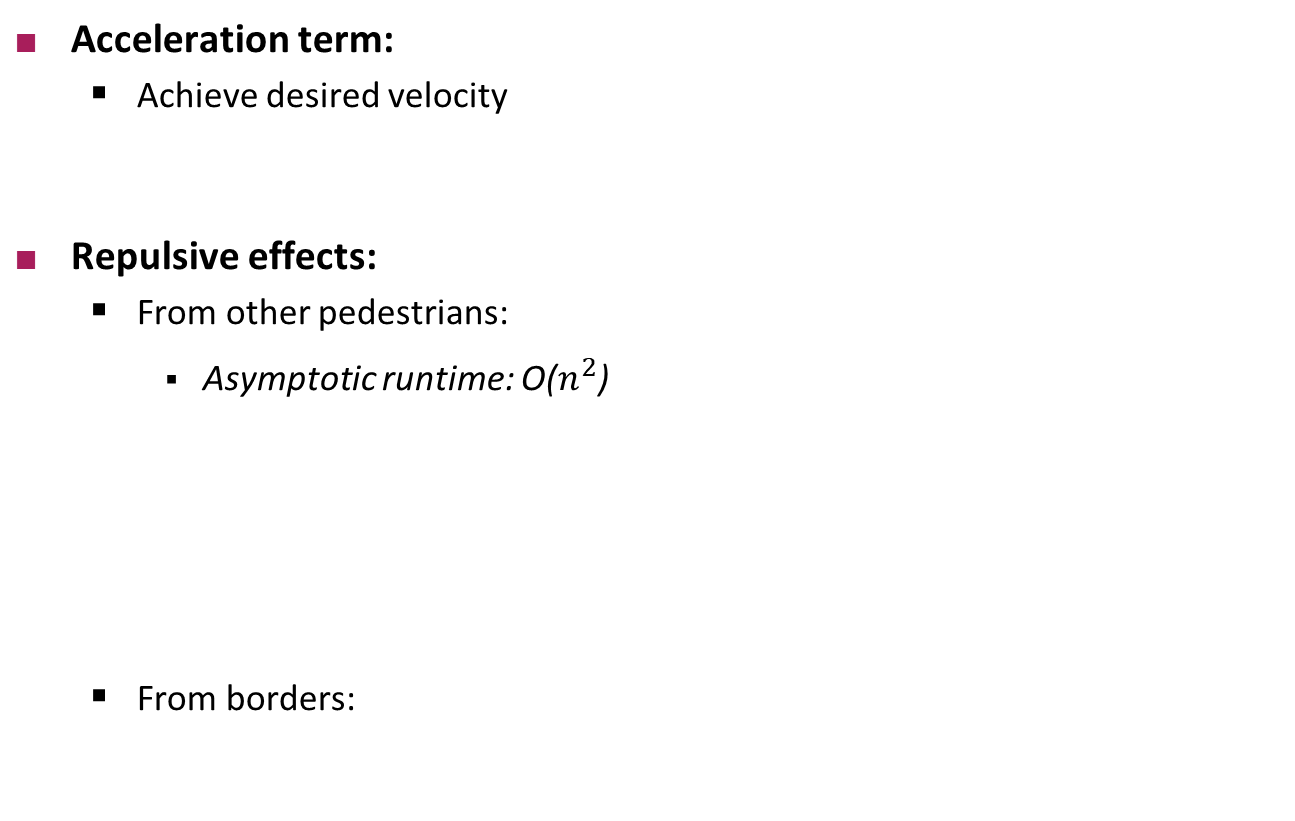 Acceleration term:
Achieve desired velocity
Repulsive effects:
From other pedestrians:
Asymptotic runtime: O(n²)
From borders: